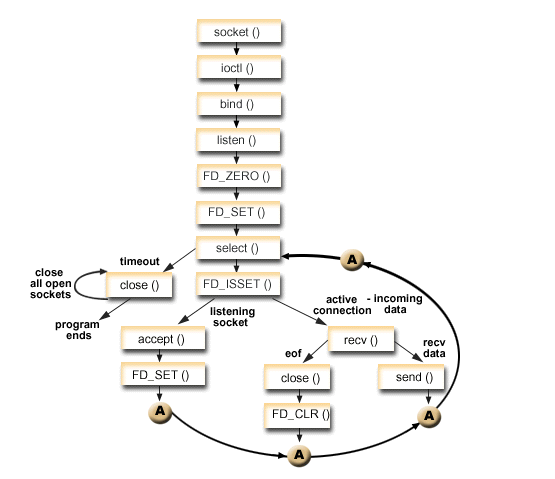 socket ()
ioctl ()
bind ()
listen ()
FD_ZERO ()
FD_SET ()
select ()
A
timeout
close
all open
sockets
close ()
FD_ISSET ()
program
ends
listening
socket
active
connection
- incoming
data
accept ()
recv ()
eof
recv
data
FD_SET ()
close ()
send ()
A
FD_CLR ()
A
A